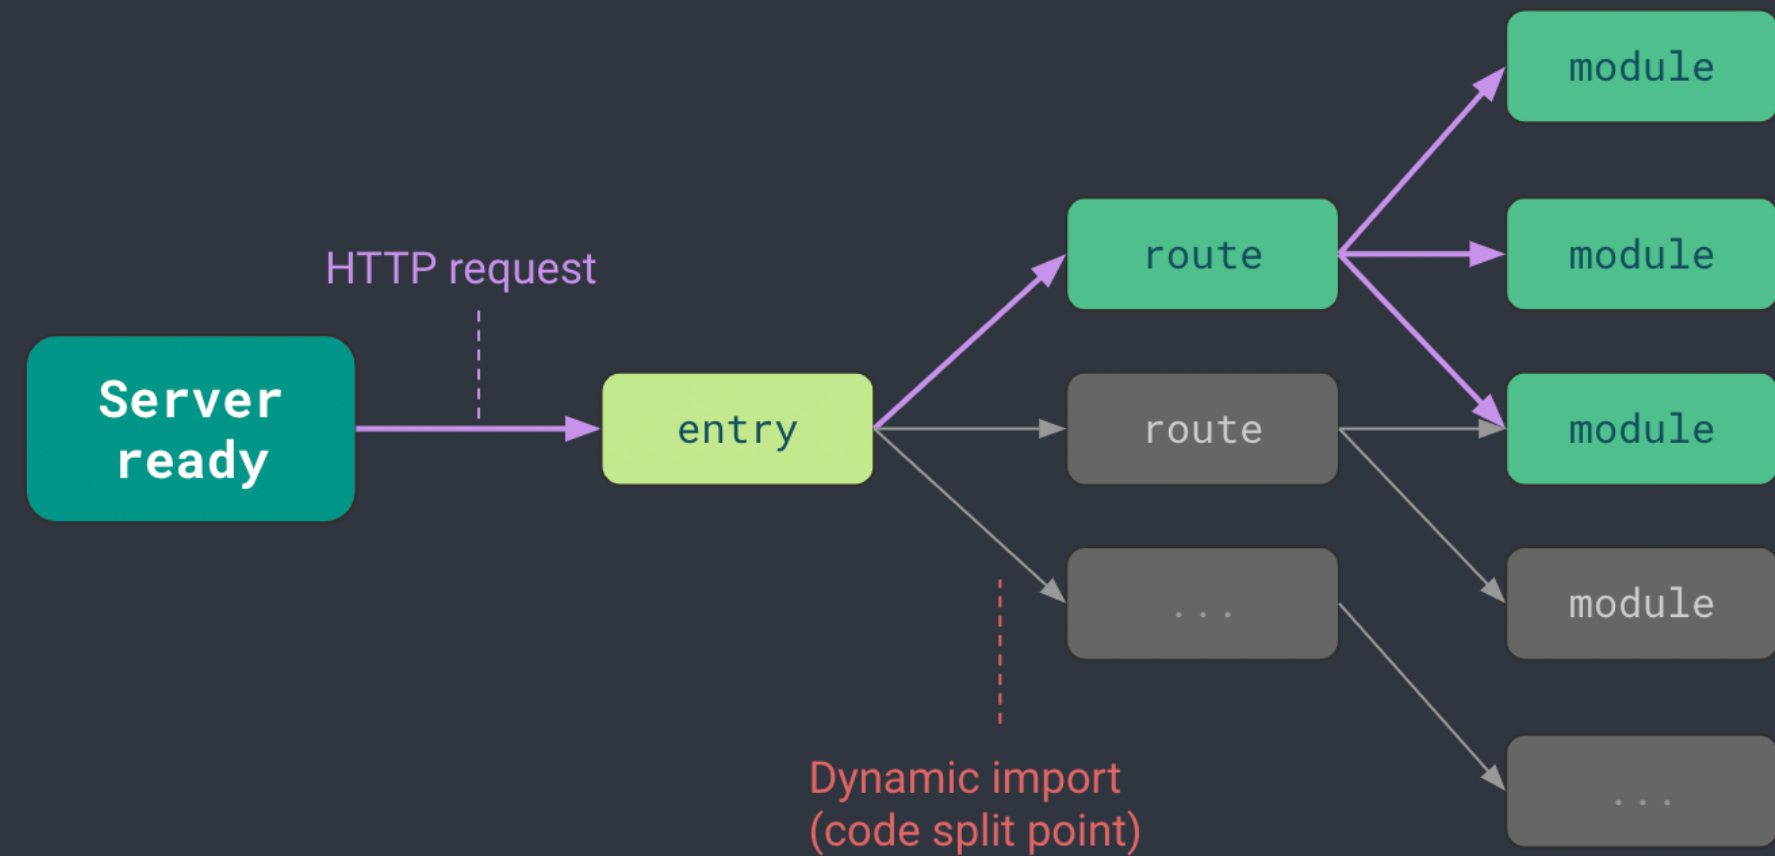 module
HTTP request
route
module
Server
ready
entry
route
module
...
module
Dynamic import
(code split point)
...